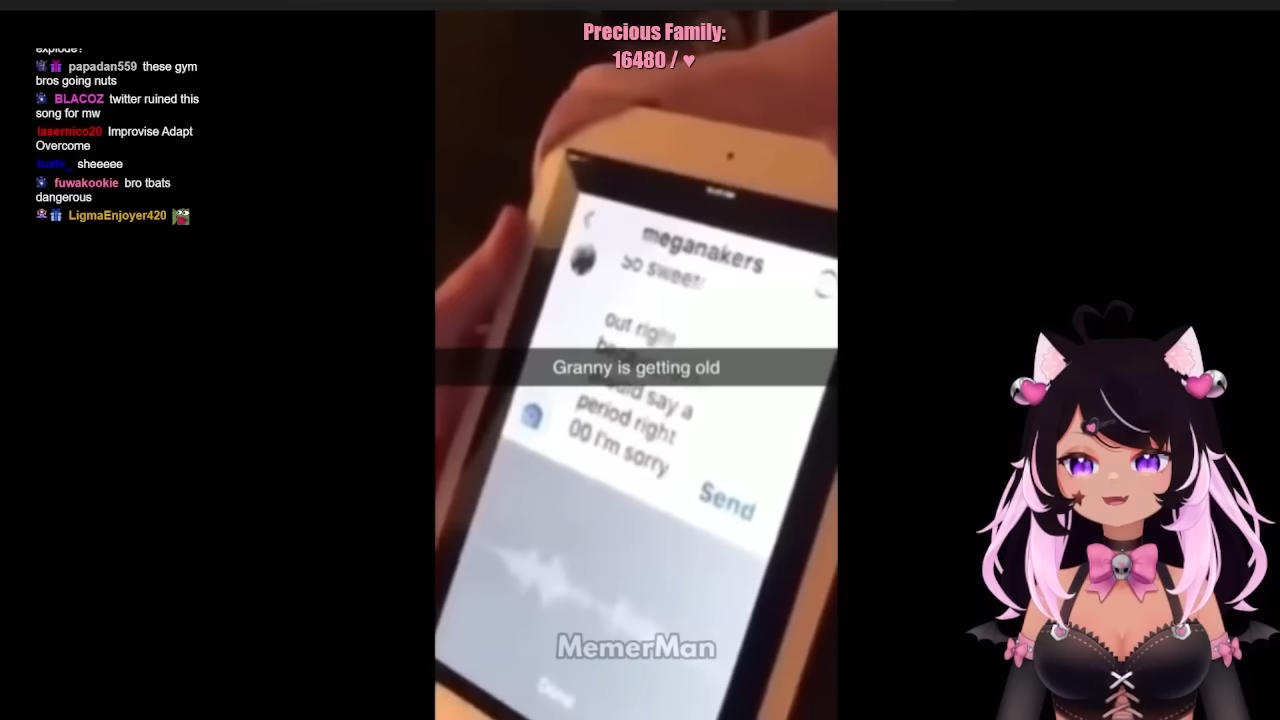 explode?
papadan559 these gym
bros going nuts
BLACOZ twitter ruined this
song for mw
lasernico20 Improvise Adapt
Overcome
sheeeee
fuwakookie bro tbats
dangerous
LigmaEnjoyer420
Precious Family:
16480 / ♥
meganakers
So sweet!
out right
Granny is getting old
would say a
period right
00 I'm sorry
Send
MemerMan
Done